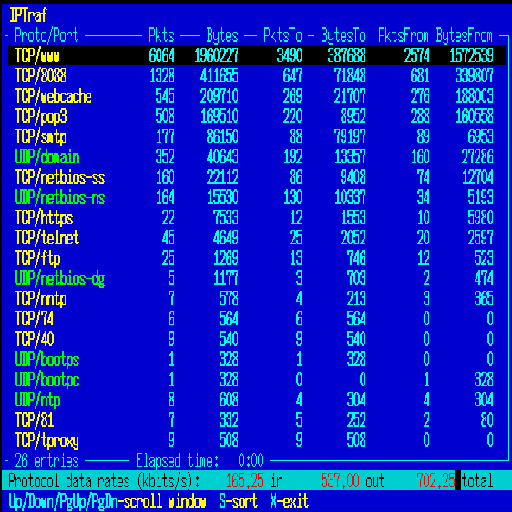 IPTraf
Proto/Port Pkts Bytes PktsTo BytesTo PktsFrom BytesFrom
TCP/www 6064 1960227 3490 387688 2574 1572539
TCP/8088 1328 411655 647 71848 681 339807
TCP/webcache 545 209710 269 21707 276 188003
TCP/pop3 508 169510 220 8952 288 160558
TCP/smtp 177 86150 88 79197 89 6953
UDP/domain 352 40643 192 13357 160 27286
TCP/netbios-ss 160 22112 86 9408 74 12704
UDP/netbios-ns 164 15530 130 10337 34 5193
TCP/https 22 7533 12 1553 10 5980
TCP/telnet 45 4649 25 2052 20 2597
TCP/ftp 25 1269 13 746 12 523
UDP/netbios-dg 5 1177 3 703 2 474
TCP/nntp 7 578 4 213 3 365
TCP/74 6 564 6 564 0 0
TCP/40 9 540 9 540 0 0
UDP/bootps 1 328 1 328 0 0
UDP/bootpc 1 328 0 0 1 328
UDP/ntp 8 608 4 304 4 304
TCP/81 7 332 5 252 2 80
TCP/tproxy 9 508 9 508 0 0
26 entries Elapsed time: 0:00
Protocol data rates (kbits/s): 165.25 in 537.00 out 702.25 total
Up/Down/PgUp/PgDn-scroll window S-sort X-exit